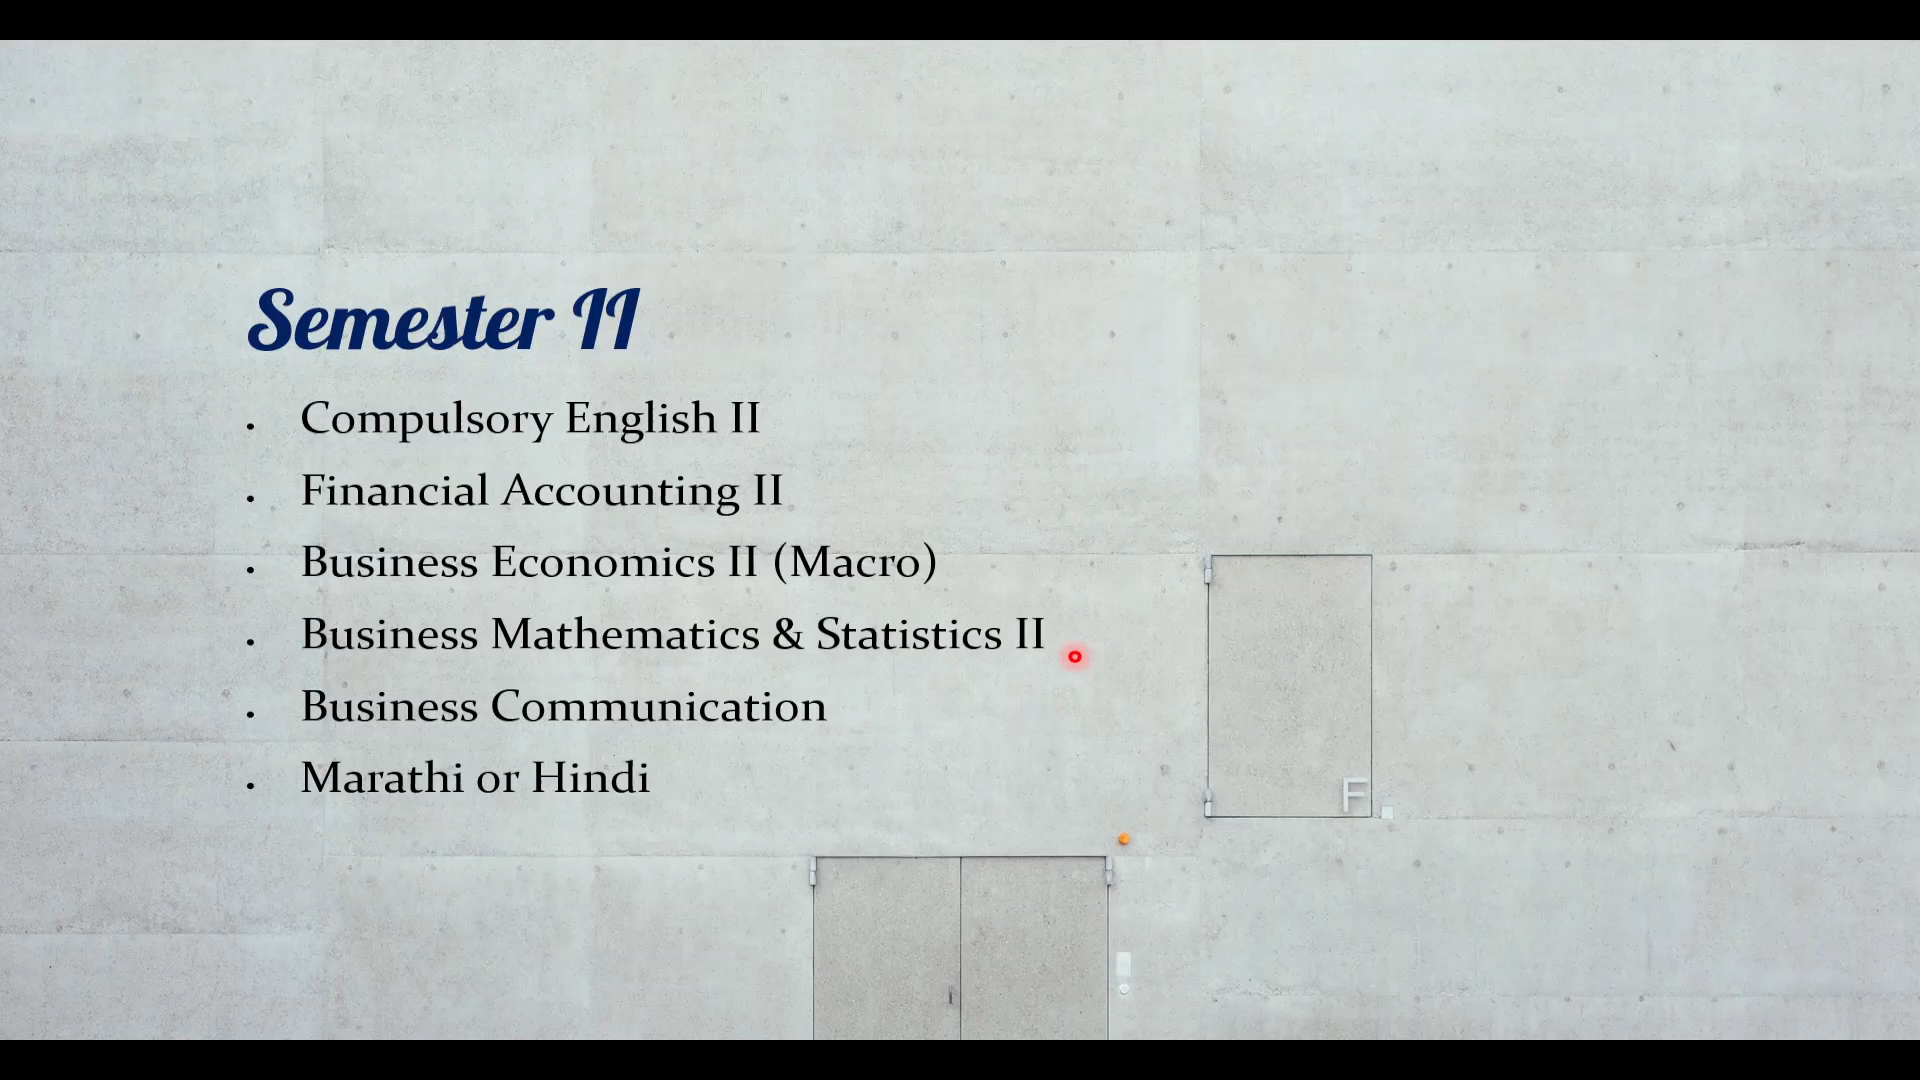 Semester II
• Compulsory English II
• Financial Accounting II
• Business Economics II (Macro)
• Business Mathematics & Statistics II
• Business Communication
• Marathi or Hindi
F